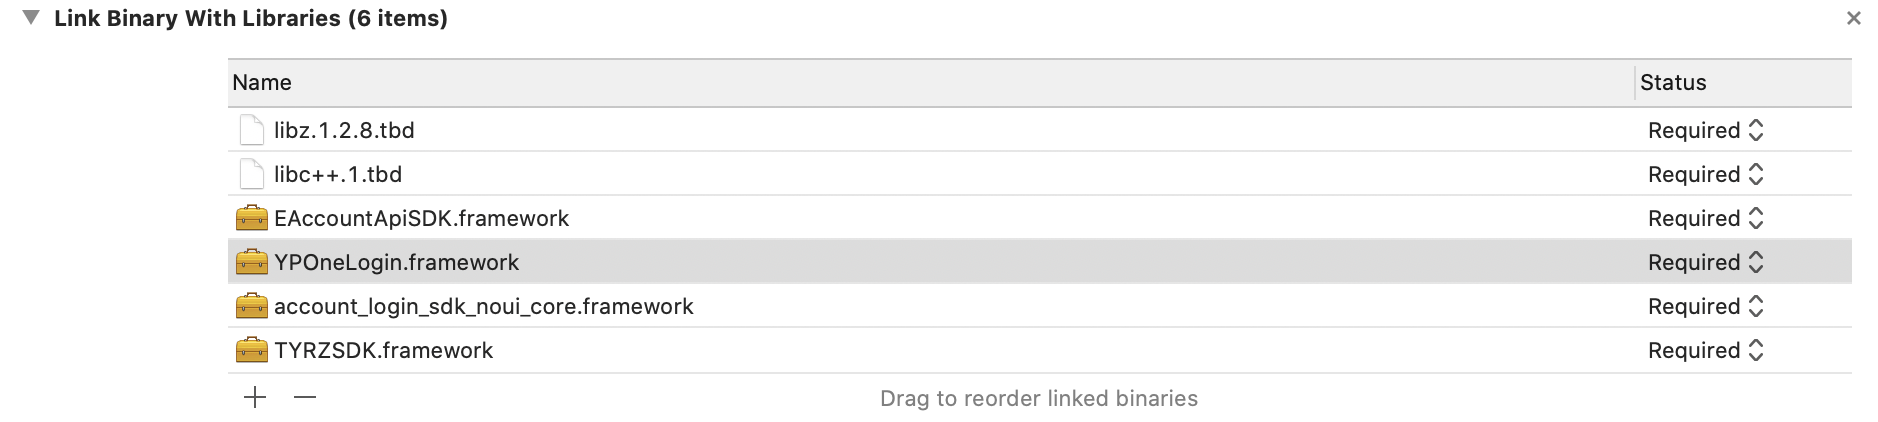 Link Binary With Libraries (6 items)
Name Status
libz.1.2.8.tbd Required
libc++.1.tbd Required
EAccountApiSDK.framework Required
YPOneLogin.framework Required
account_login_sdk_noui_core.framework Required
TYRZSDK.framework Required
Drag to reorder linked binaries